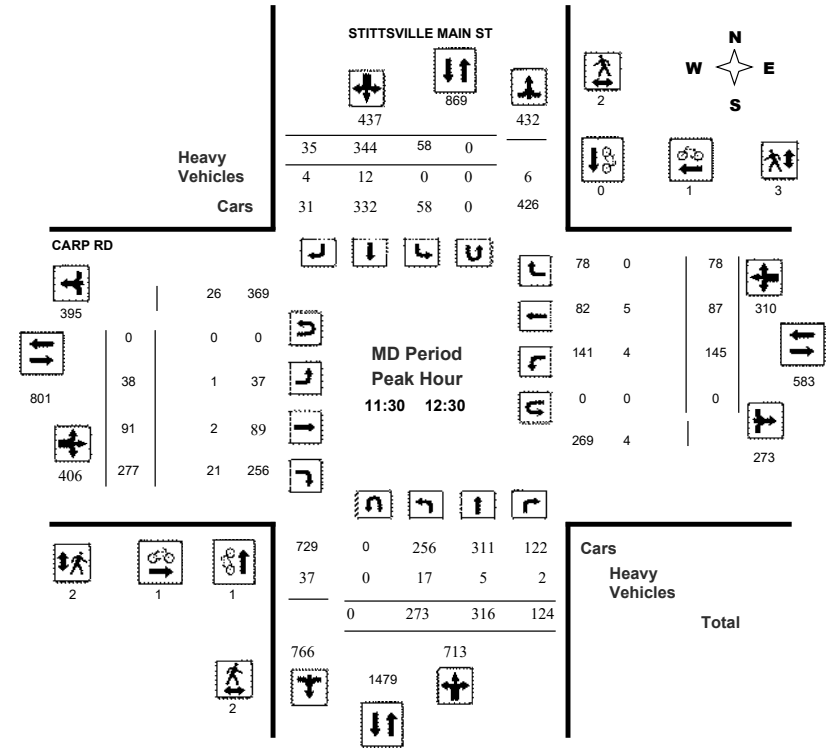 STITTSVILLE MAIN ST
N
W E
S
869
2
437 432
35 344 58 0
Heavy
Vehicles 4 12 0 0 6
Cars 31 332 58 0 426
0 1 3
CARP RD
395
26 369
0 0 0
801
38 1 37
91 2 89
406
277 21 256
MD Period
Peak Hour
11:30 12:30
78 0 78
310
82 5 87
141 4 145
583
0 0 0
269 4
273
729 0 256 311 122 Cars
37 0 17 5 2 Heavy
Vehicles
0 273 316 124 Total
2 1 1
766 713
1479
2